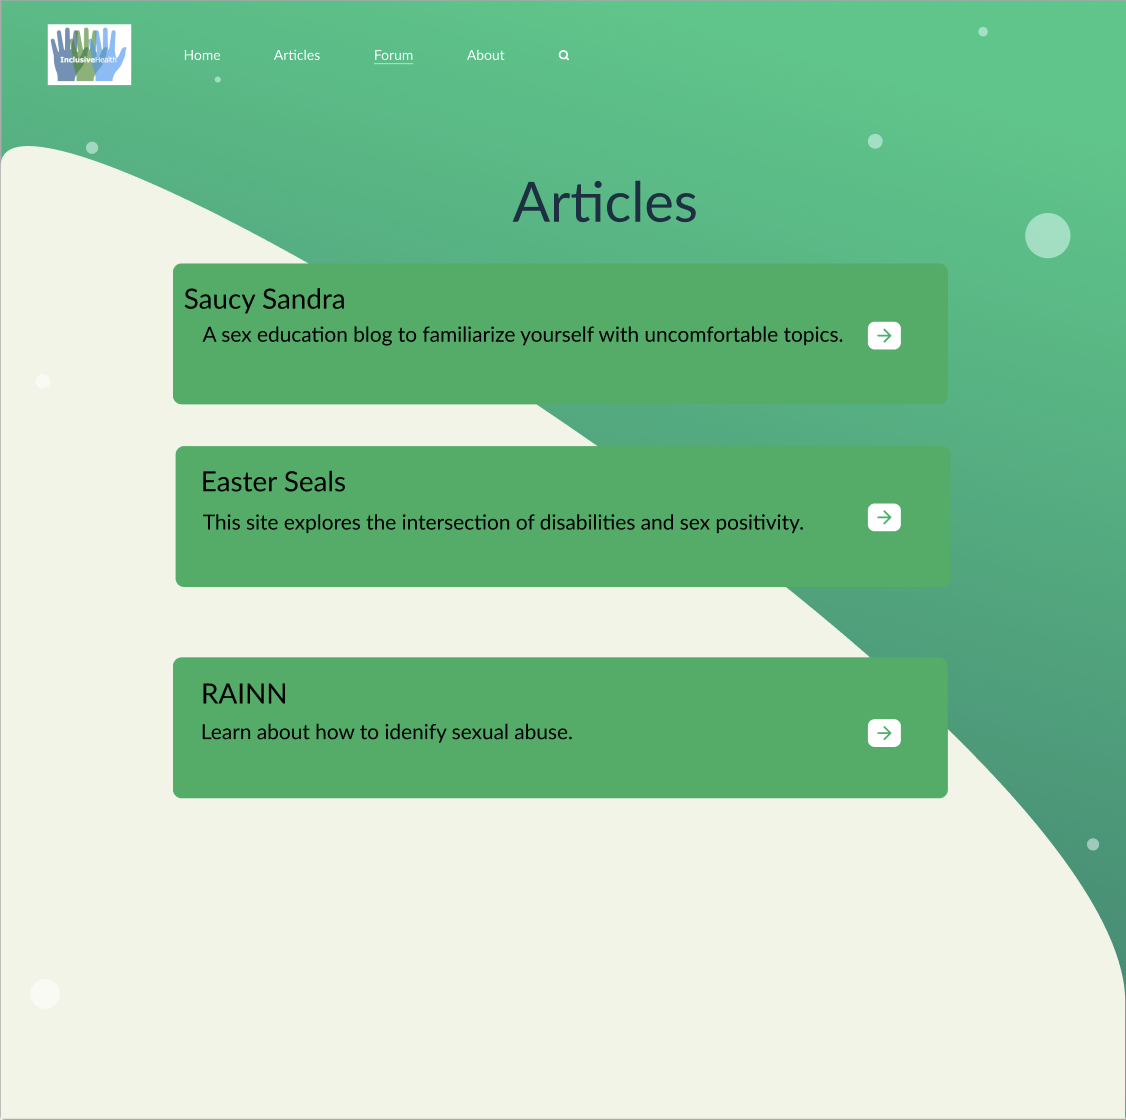 InclusiveHealth
Home Articles Forum About
Articles
Saucy Sandra
A sex education blog to familiarize yourself with uncomfortable topics.
Easter Seals
This site explores the intersection of disabilities and sex positivity.
RAINN
Learn about how to idenify sexual abuse.